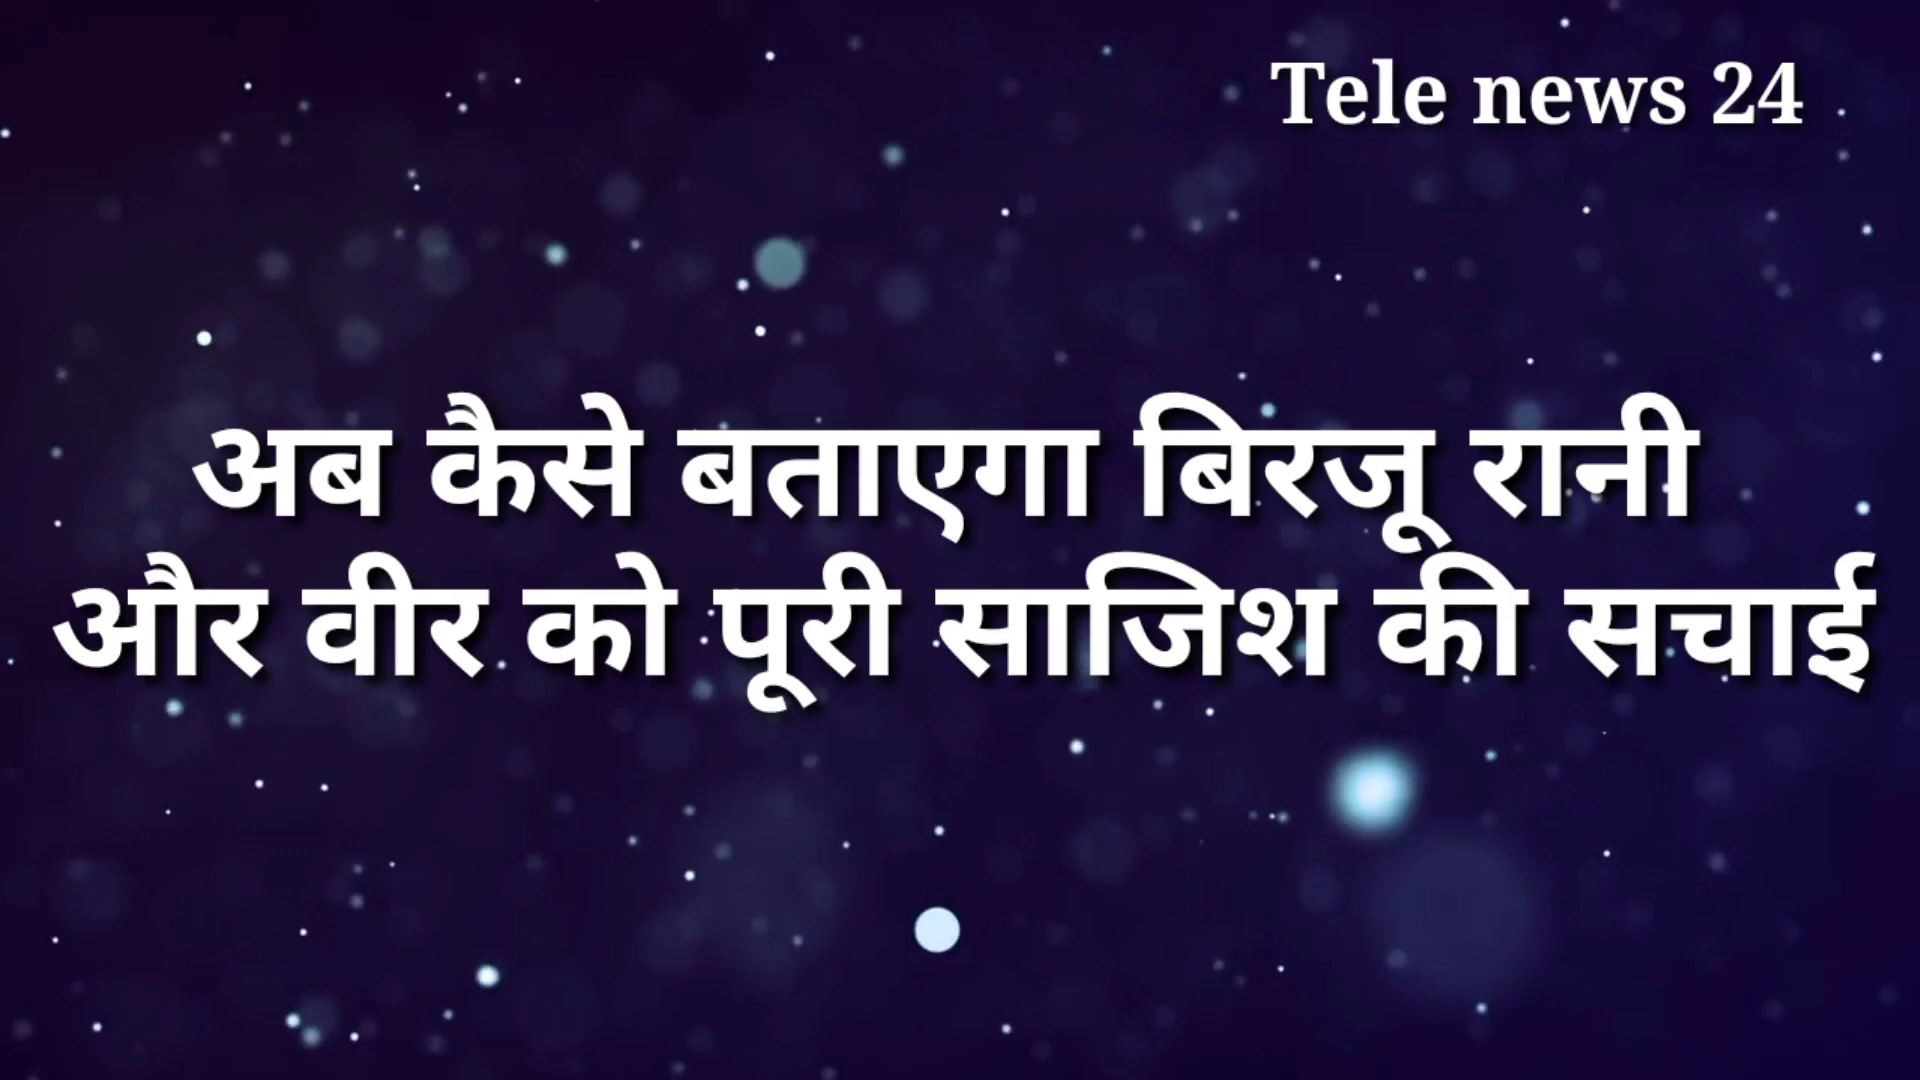 Tele news 24
अब कैसे बताएगा बिरजू रानी
और वीर को पूरी साजिश की सचाई